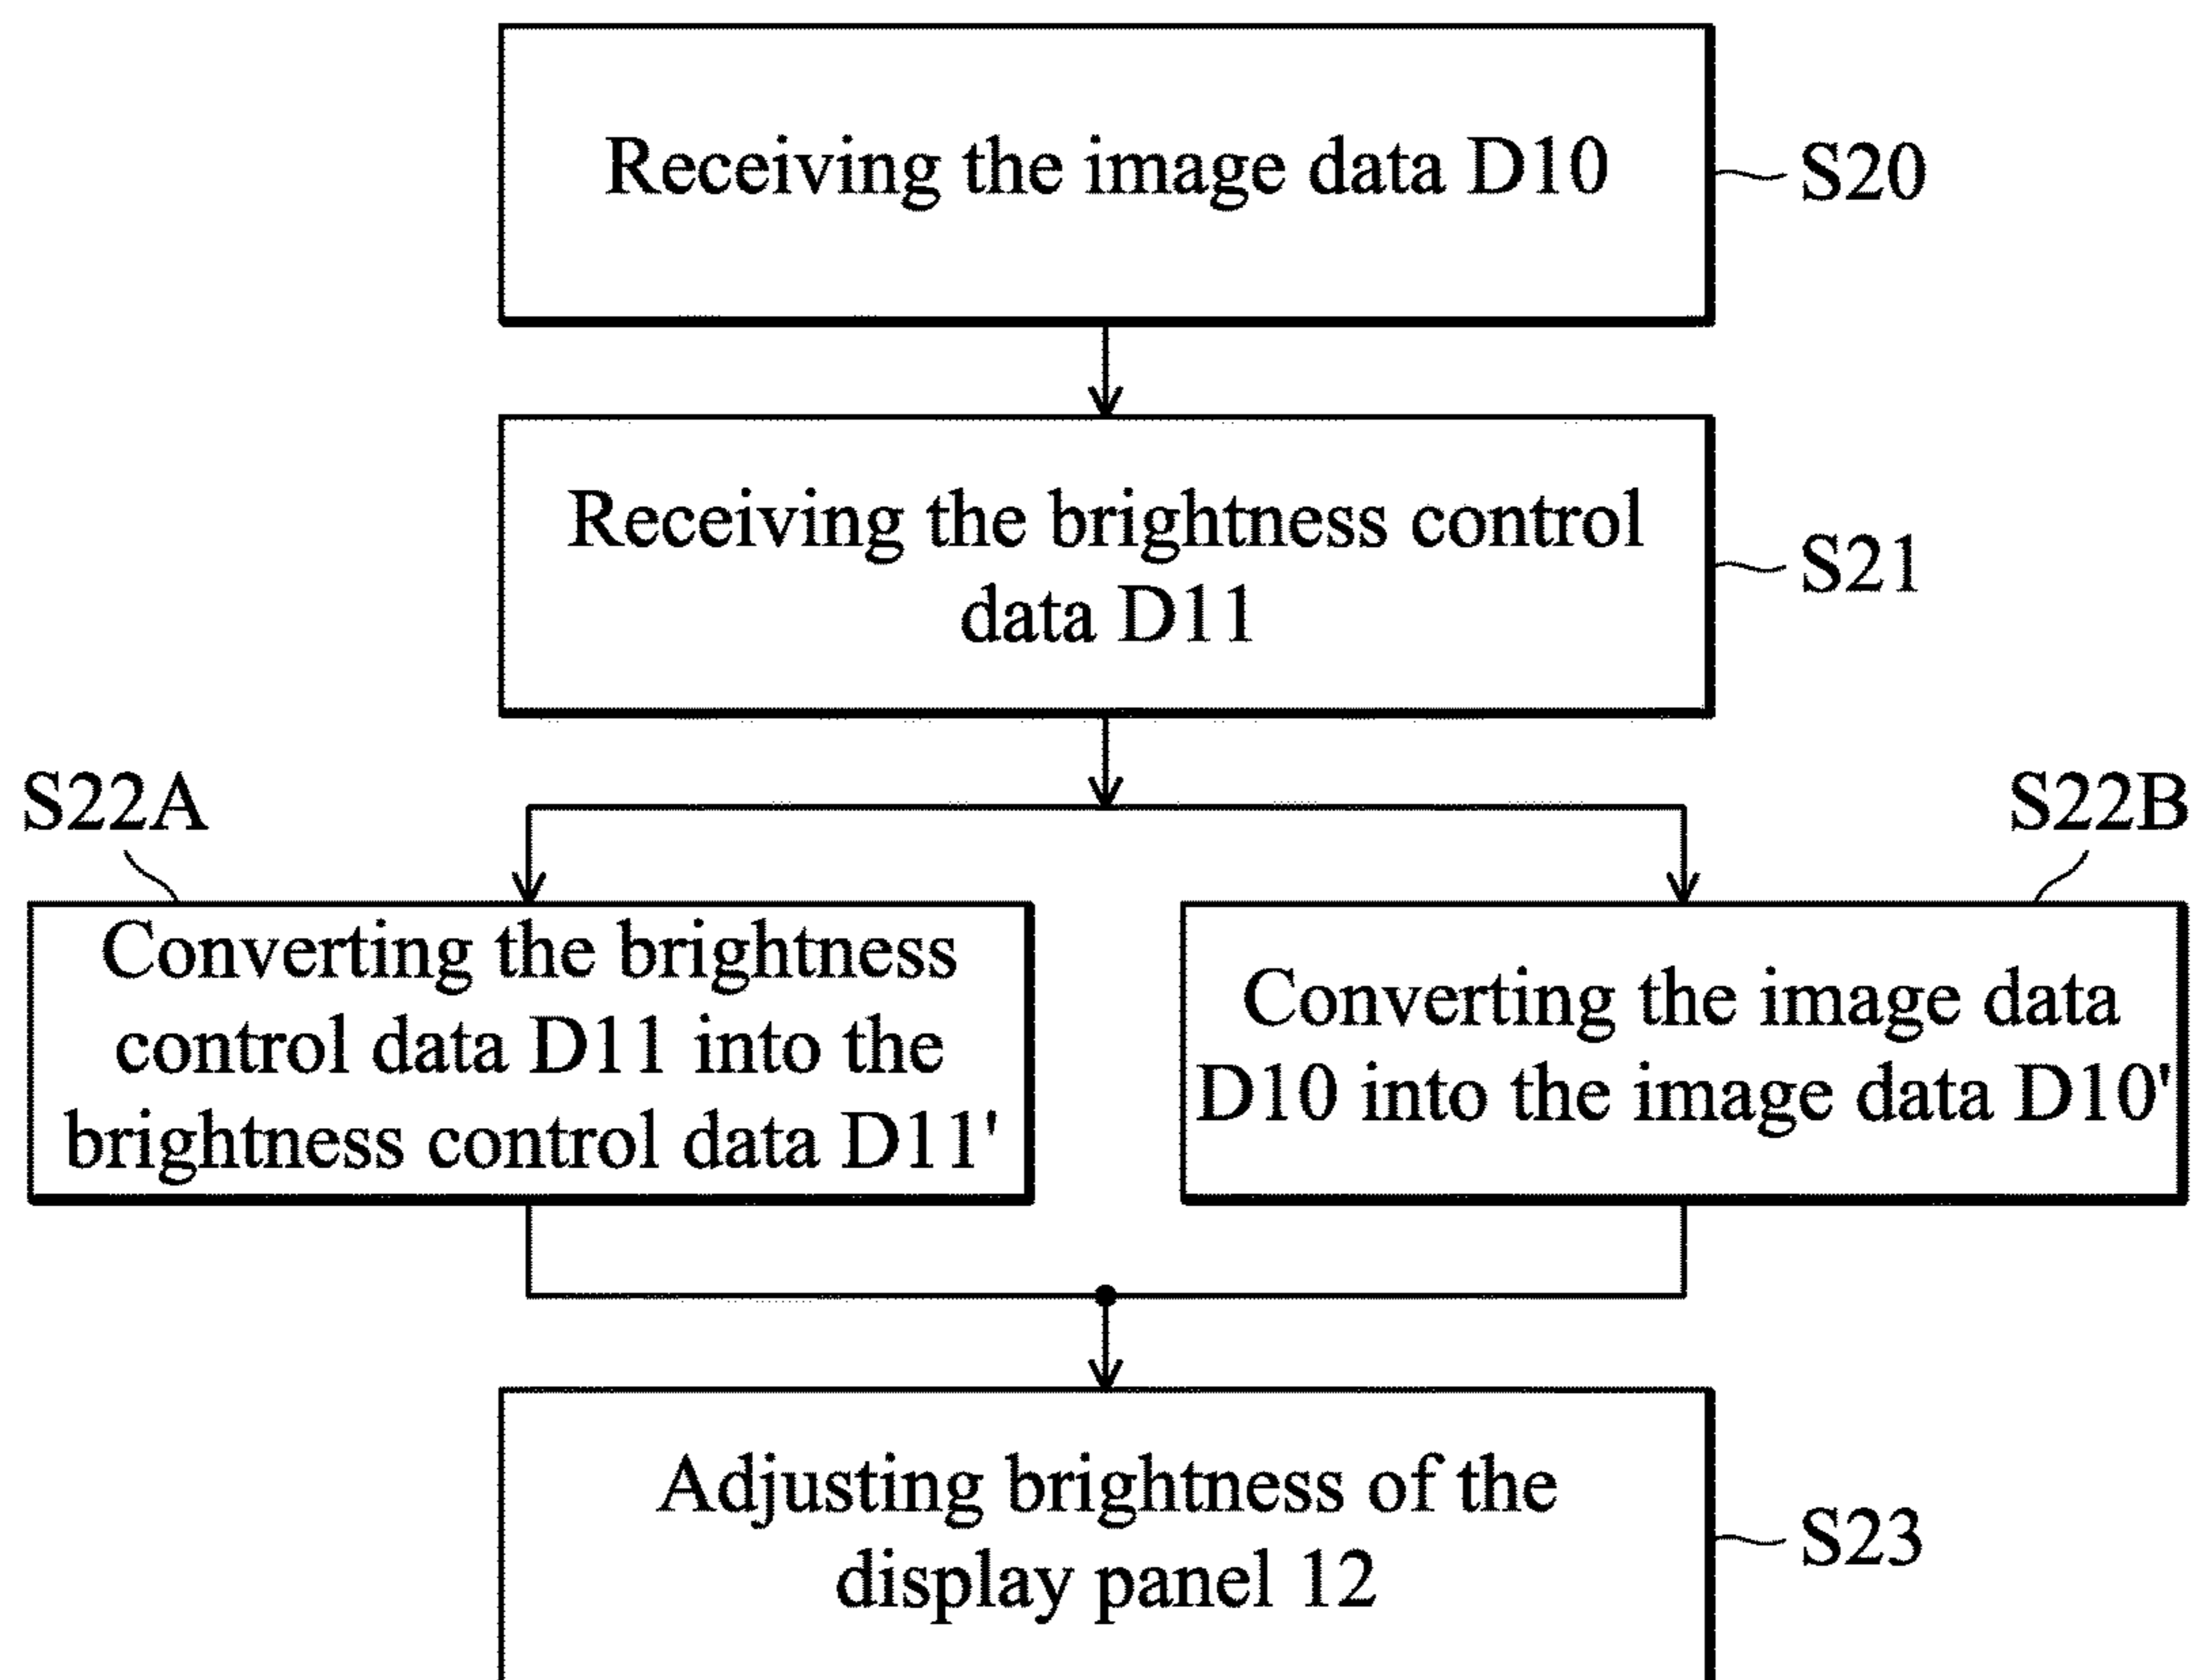 Receiving the image data D10
S20
Receiving the brightness control
data D11
S21
S22A
S22B
Converting the brightness
control data D11 into the
brightness control data D11'
Converting the image data
D10 into the image data D10'
Adjusting brightness of the
display panel 12
S23